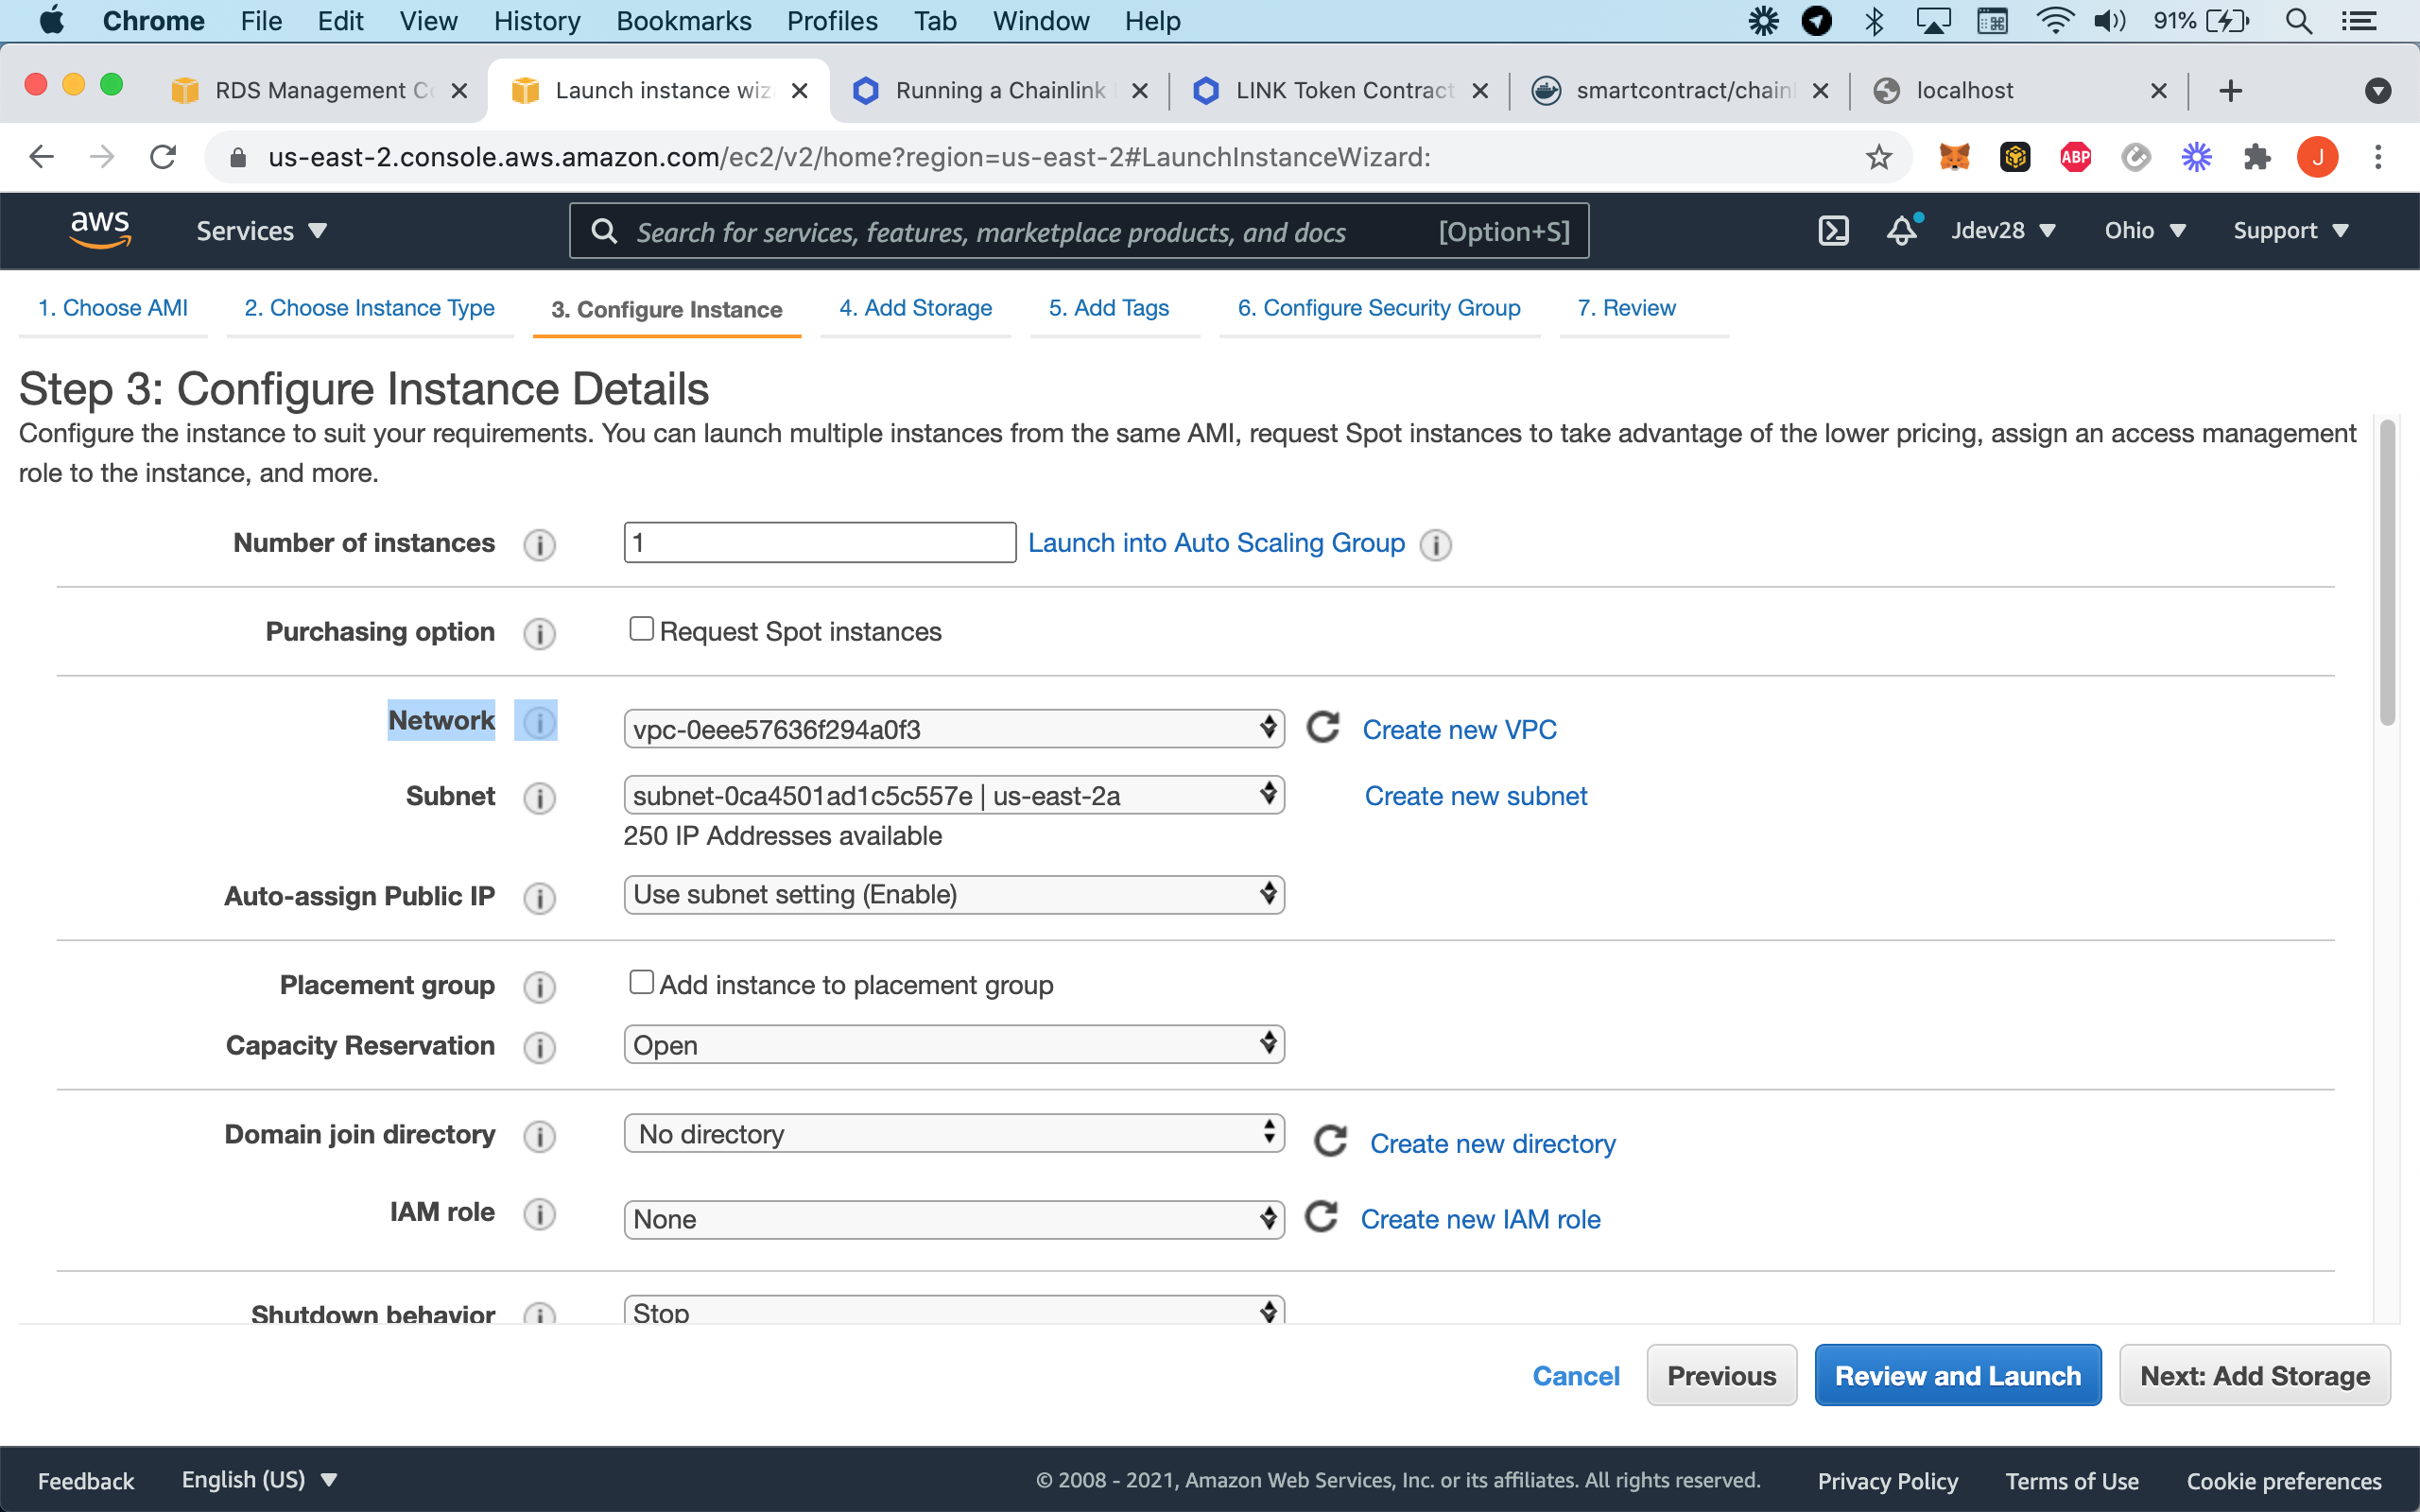 Chrome File Edit View History Bookmarks Profiles Tab Window Help 91%
RDS Management Co Launch instance wiz Running a Chainlink LINK Token Contract smartcontract/chainl localhost
us-east-2.console.aws.amazon.com/ec2/v2/home?region=us-east-2#LaunchInstanceWizard: ABP J
aws Services Search for services, features, marketplace products, and docs [Option+S] Jdev28 Ohio Support
1. Choose AMI 2. Choose Instance Type 3. Configure Instance 4. Add Storage 5. Add Tags 6. Configure Security Group 7. Review
Step 3: Configure Instance Details
Configure the instance to suit your requirements. You can launch multiple instances from the same AMI, request Spot instances to take advantage of the lower pricing, assign an access management
role to the instance, and more.
Number of instances i 1 Launch into Auto Scaling Group i
Purchasing option i Request Spot instances
Network i vpc-0eee57636f294a0f3 Create new VPC
Subnet i subnet-0ca4501ad1c5c557e | us-east-2a Create new subnet
250 IP Addresses available
Auto-assign Public IP i Use subnet setting (Enable)
Placement group i Add instance to placement group
Capacity Reservation i Open
Domain join directory i No directory Create new directory
IAM role i None Create new IAM role
Shutdown behavior i Stop
Cancel Previous Review and Launch Next: Add Storage
Feedback English (US) © 2008 - 2021, Amazon Web Services, Inc. or its affiliates. All rights reserved. Privacy Policy Terms of Use Cookie preferences